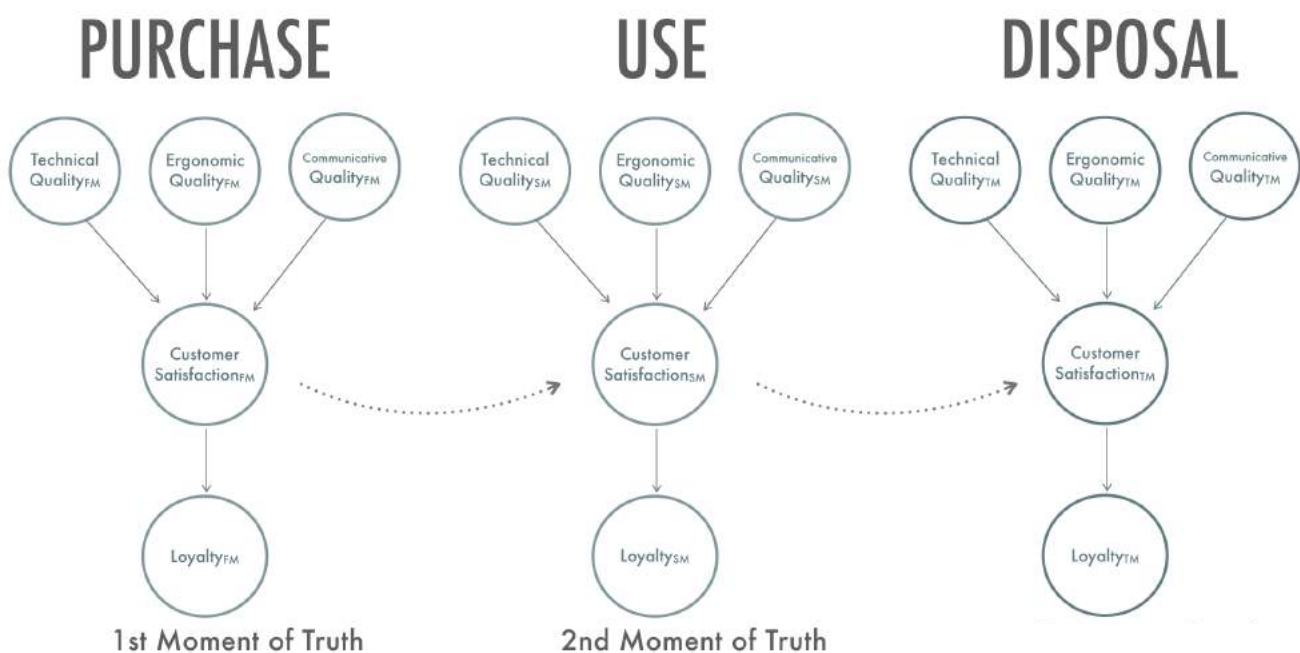 PURCHASE
USE
DISPOSAL
Technical
QualityFM
Ergonomic
QualityFM
Communicative
QualityFM
Technical
QualitySM
Ergonomic
QualitySM
Communicative
QualitySM
Technical
QualityTM
Ergonomic
QualityTM
Communicative
QualityTM
Customer
SatisfactionFM
Customer
SatisfactionSM
Customer
SatisfactionTM
LoyaltyFM
LoyaltySM
LoyaltyTM
1st Moment of Truth
2nd Moment of Truth